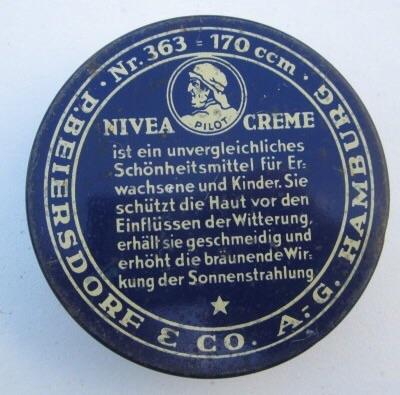 P. BEIERSDORF & CO. A.-G. HAMBURG
· Nr. 363 = 170 ccm ·
PILOT
NIVEA CREME
ist ein unvergleichliches
Schönheitsmittel für Er-
wachsene und Kinder. Sie
schützt die Haut vor den
Einflüssen der Witterung,
erhält sie geschmeidig und
erhöht die bräunende Wir-
kung der Sonnenstrahlung